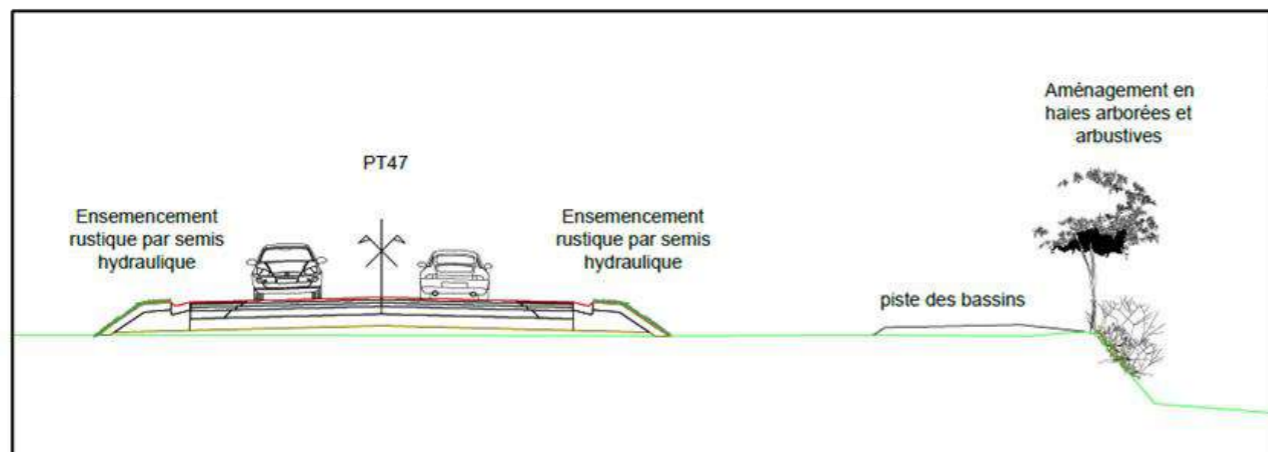 Aménagement en
haies arborées et
arbustives
PT47
Ensemencement
rustique par semis
hydraulique
Ensemencement
rustique par semis
hydraulique
piste des bassins